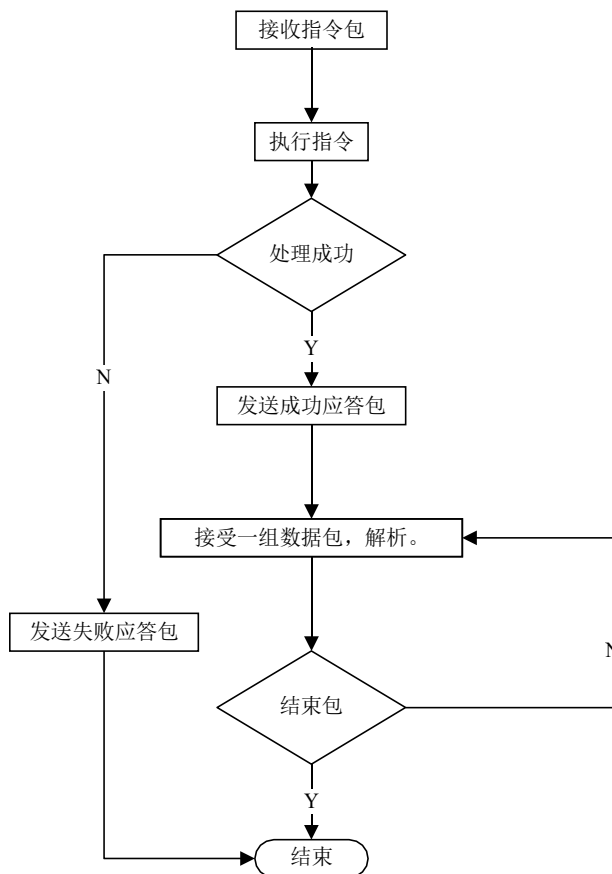 接收指令包
执行指令
处理成功
Y
N
发送成功应答包
接受一组数据包，解析。
发送失败应答包
N
结束包
Y
结束